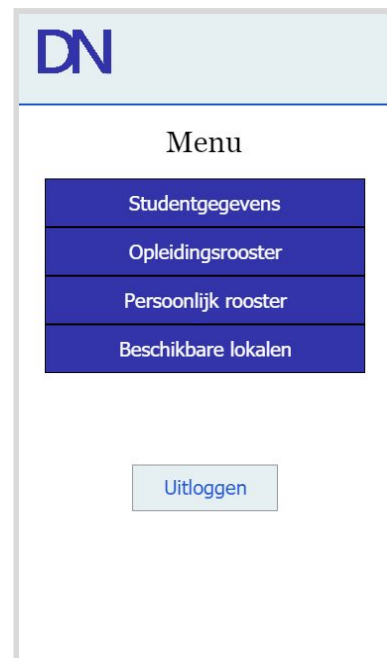 DN
Menu
Studentgegevens
Opleidingsrooster
Persoonlijk rooster
Beschikbare lokalen
Uitloggen